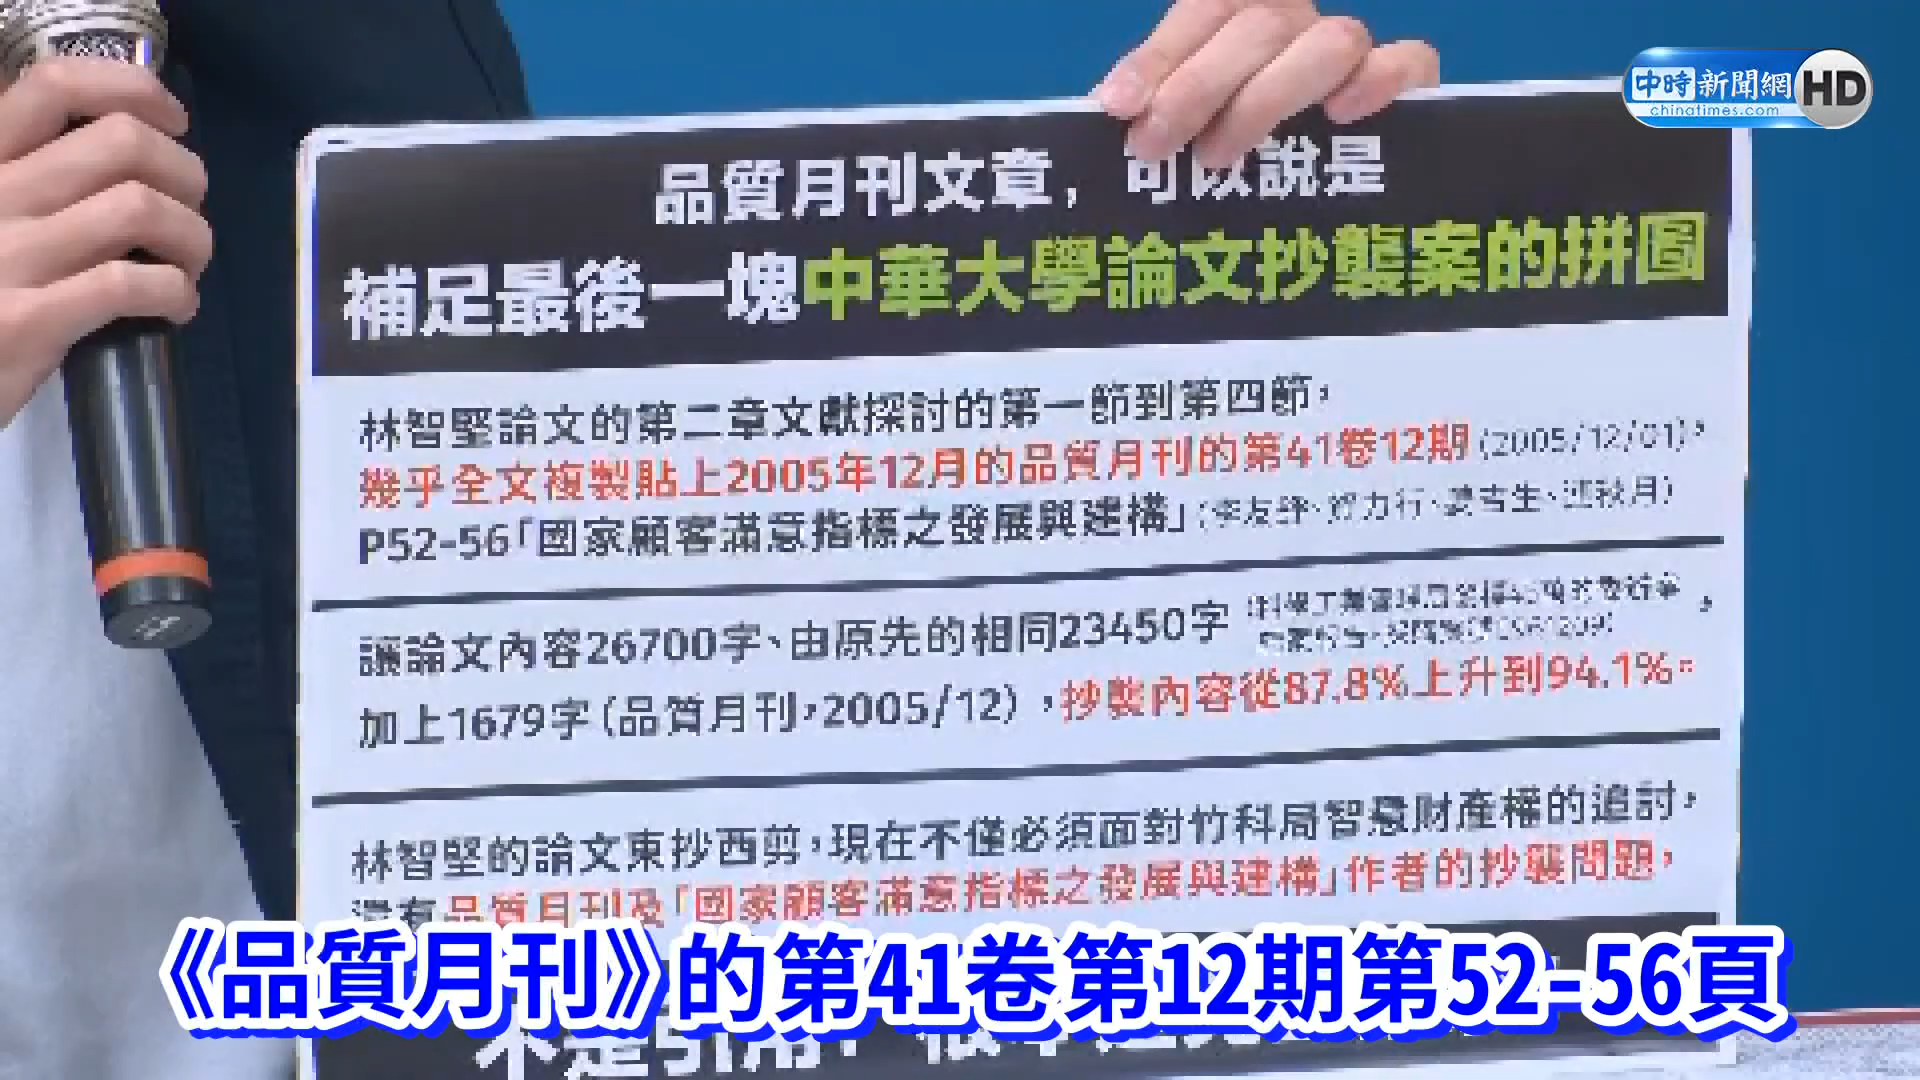 中時新聞網 HD
chinatimes.com
品質月刊文章，可以說是
補足最後一塊中華大學論文抄襲案的拼圖
林智堅論文的第二章文獻探討的第一節到第四節，
幾乎全文複製貼上2005年12月的品質月刊的第41卷12期(2005/12/01)，
P52-56「國家顧客滿意指標之發展與建構」
讓論文內容26700字、由原先的相同23450字
加上1679字(品質月刊，2005/12)，抄襲內容從87.8%上升到94.1%。
林智堅的論文東抄西剪，現在不僅必須面對竹科局智慧財產權的追討，
還有品質月刊及「國家顧客滿意指標之發展與建構」作者的抄襲問題，
《品質月刊》的第41卷第12期第52-56頁
不是引用，